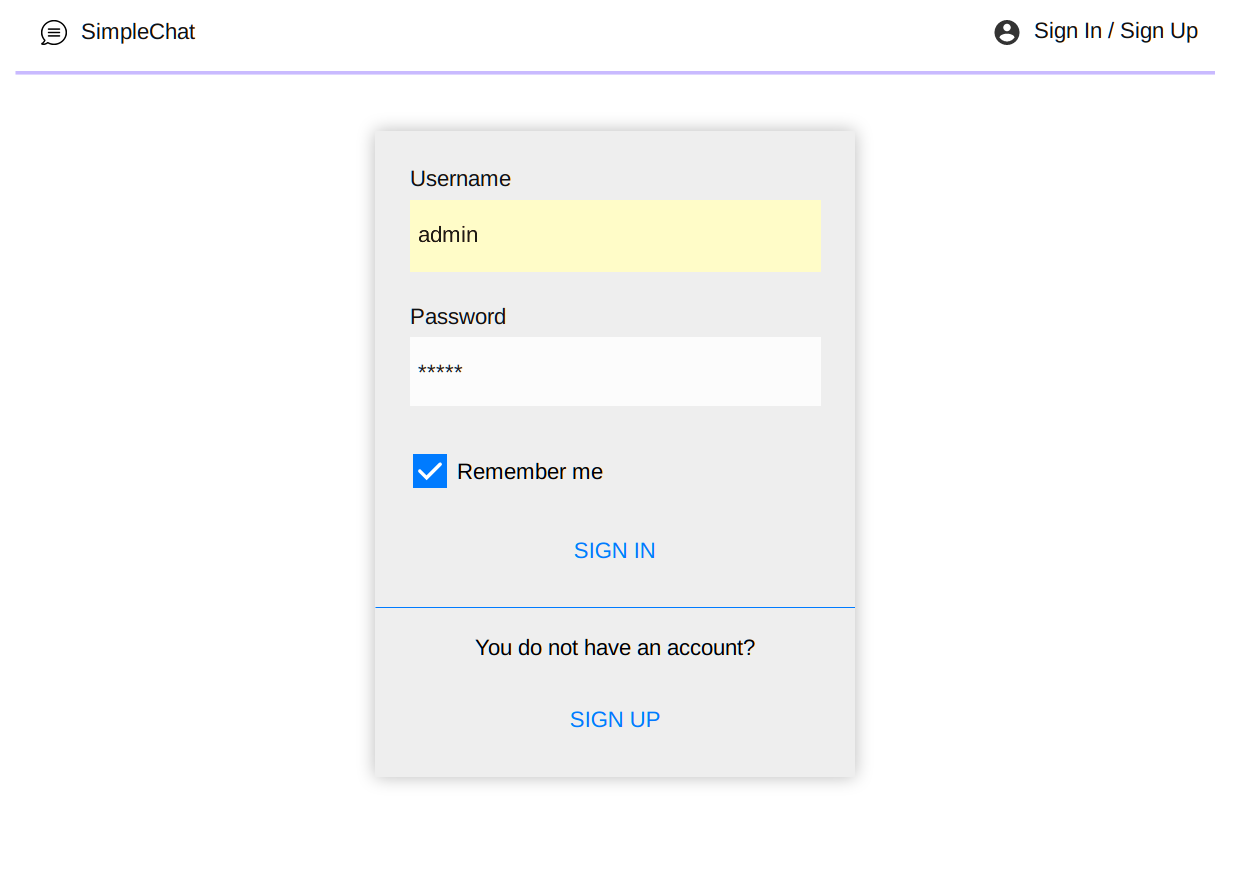 SimpleChat
Sign In / Sign Up
Username
admin
Password
*****
Remember me
SIGN IN
You do not have an account?
SIGN UP